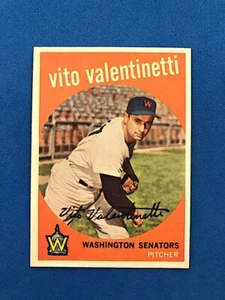 vito valentinetti
W
Vito Valentinetti
W
WASHINGTON SENATORS
PITCHER